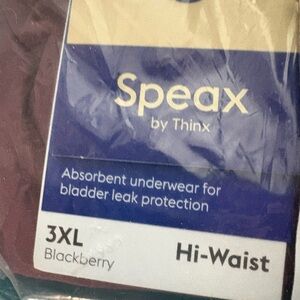 Speax
by Thinx
Absorbent underwear for
bladder leak protection
3XL
Blackberry
Hi-Waist